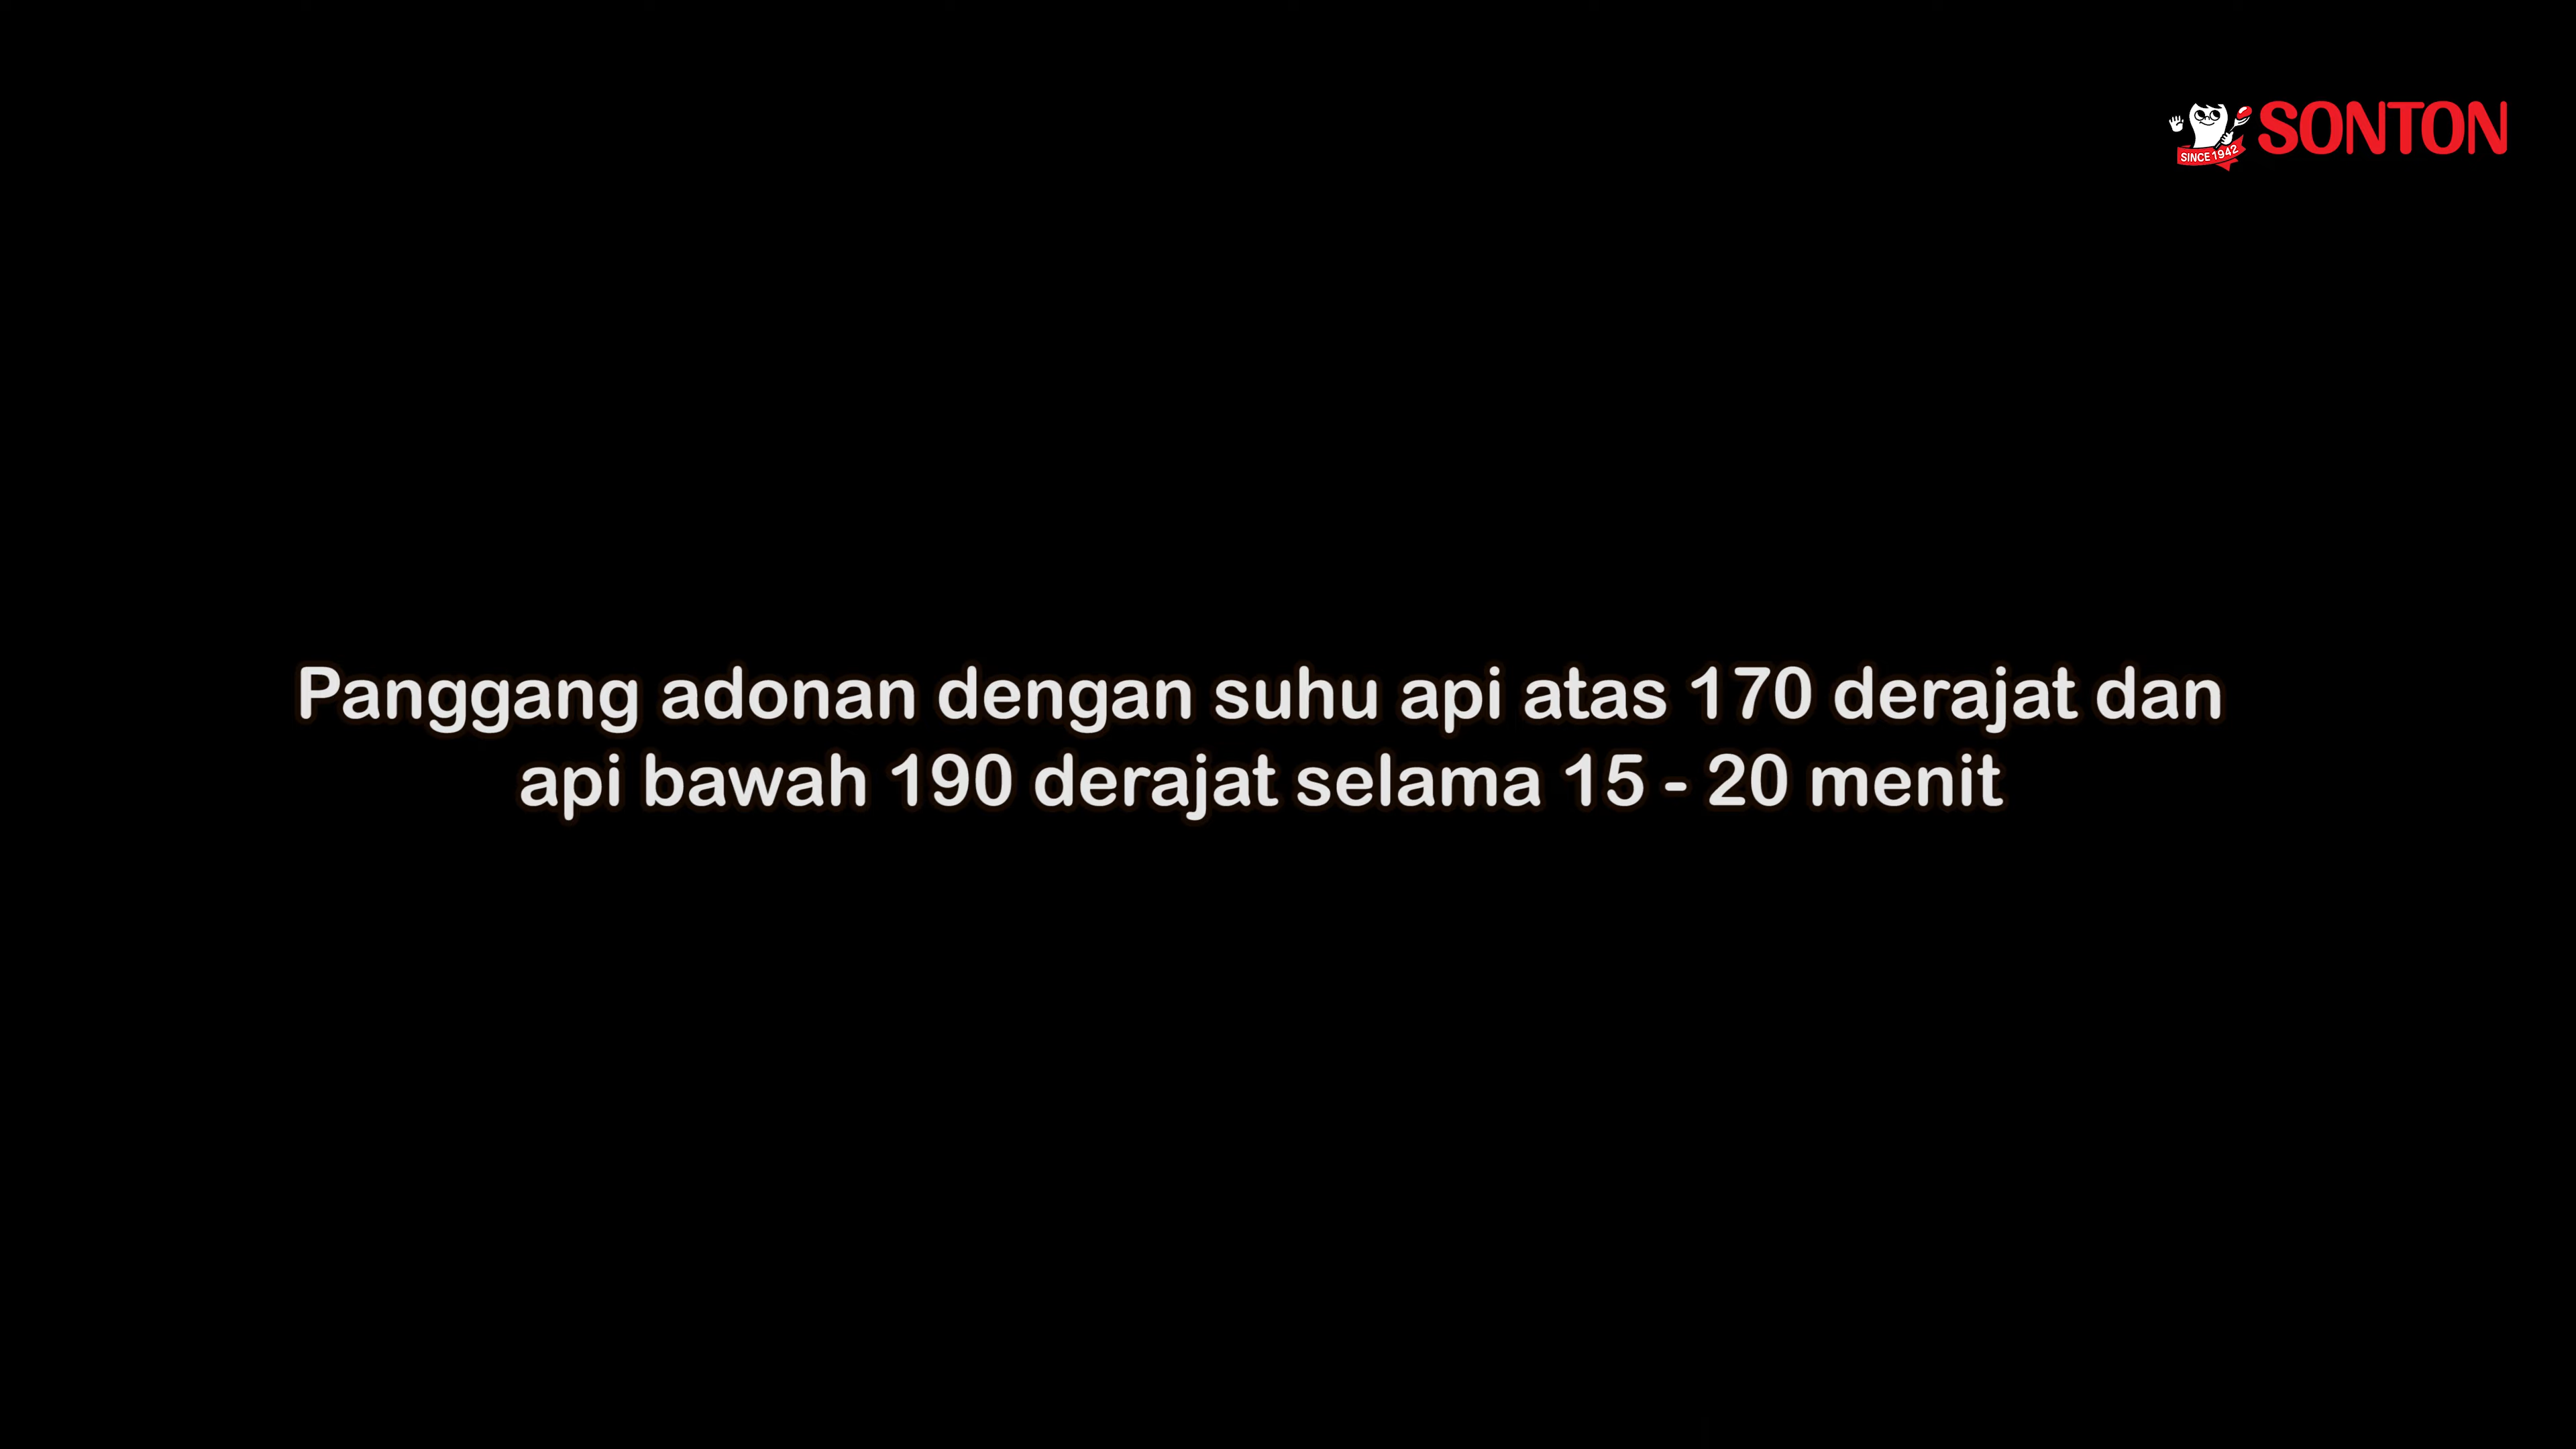 SINCE 1942
SONTON
Panggang adonan dengan suhu api atas 170 derajat dan
api bawah 190 derajat selama 15 - 20 menit